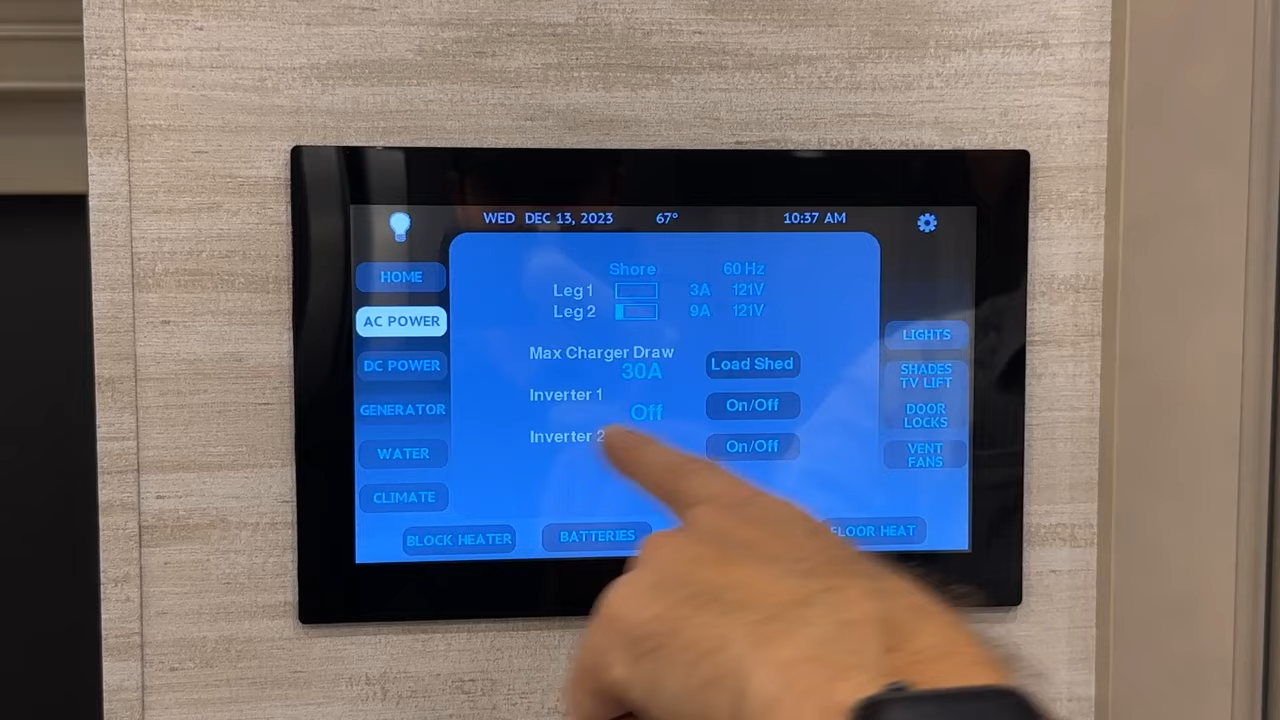 WED DEC 13, 2023 67° 10:37 AM
HOME
AC POWER
DC POWER
GENERATOR
WATER
CLIMATE
Shore 60 Hz
Leg 1 3A 121V
Leg 2 9A 121V
Max Charger Draw
30A
Load Shed
Inverter 1
Off
On/Off
Inverter 2
On/Off
LIGHTS
SHADES
TV LIFT
DOOR
LOCKS
VENT
FANS
BLOCK HEATER
BATTERIES
FLOOR HEAT